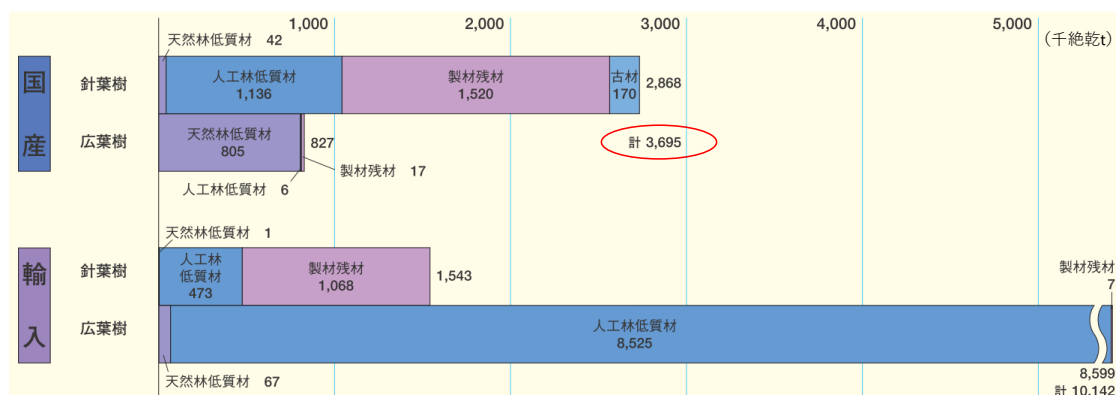 1,000 2,000 3,000 4,000 5,000 (千絶乾t)
国産
針葉樹
天然林低質材 42
人工林低質材
1,136
製材残材
1,520
古材
170
2,868
広葉樹
天然林低質材
805
827
計 3,695
製材残材 17
人工林低質材 6
輸入
針葉樹
天然林低質材 1
人工林
低質材
473
製材残材
1,068
1,543
製材残材
7
広葉樹
人工林低質材
8,525
天然林低質材 67
8,599
計 10,142